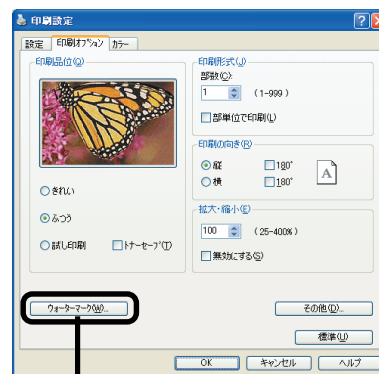 印刷設定
設定 印刷ｵﾌﾟｼｮﾝ ｶﾗｰ
印刷品位(Q)
きれい
ふつう
試し印刷 ﾄﾅｰｾｰﾌﾞ(T)
ｳｫｰﾀｰﾏｰｸ(W)...
印刷形式(J)
部数(C):
1 (1-999)
部単位で印刷(L)
印刷の向き(R)
縦 180°
横 180°
A
拡大・縮小(E)
100 (25-400%)
無効にする(S)
その他(D)...
標準(U)
OK ｷｬﾝｾﾙ ﾍﾙﾌﾟ